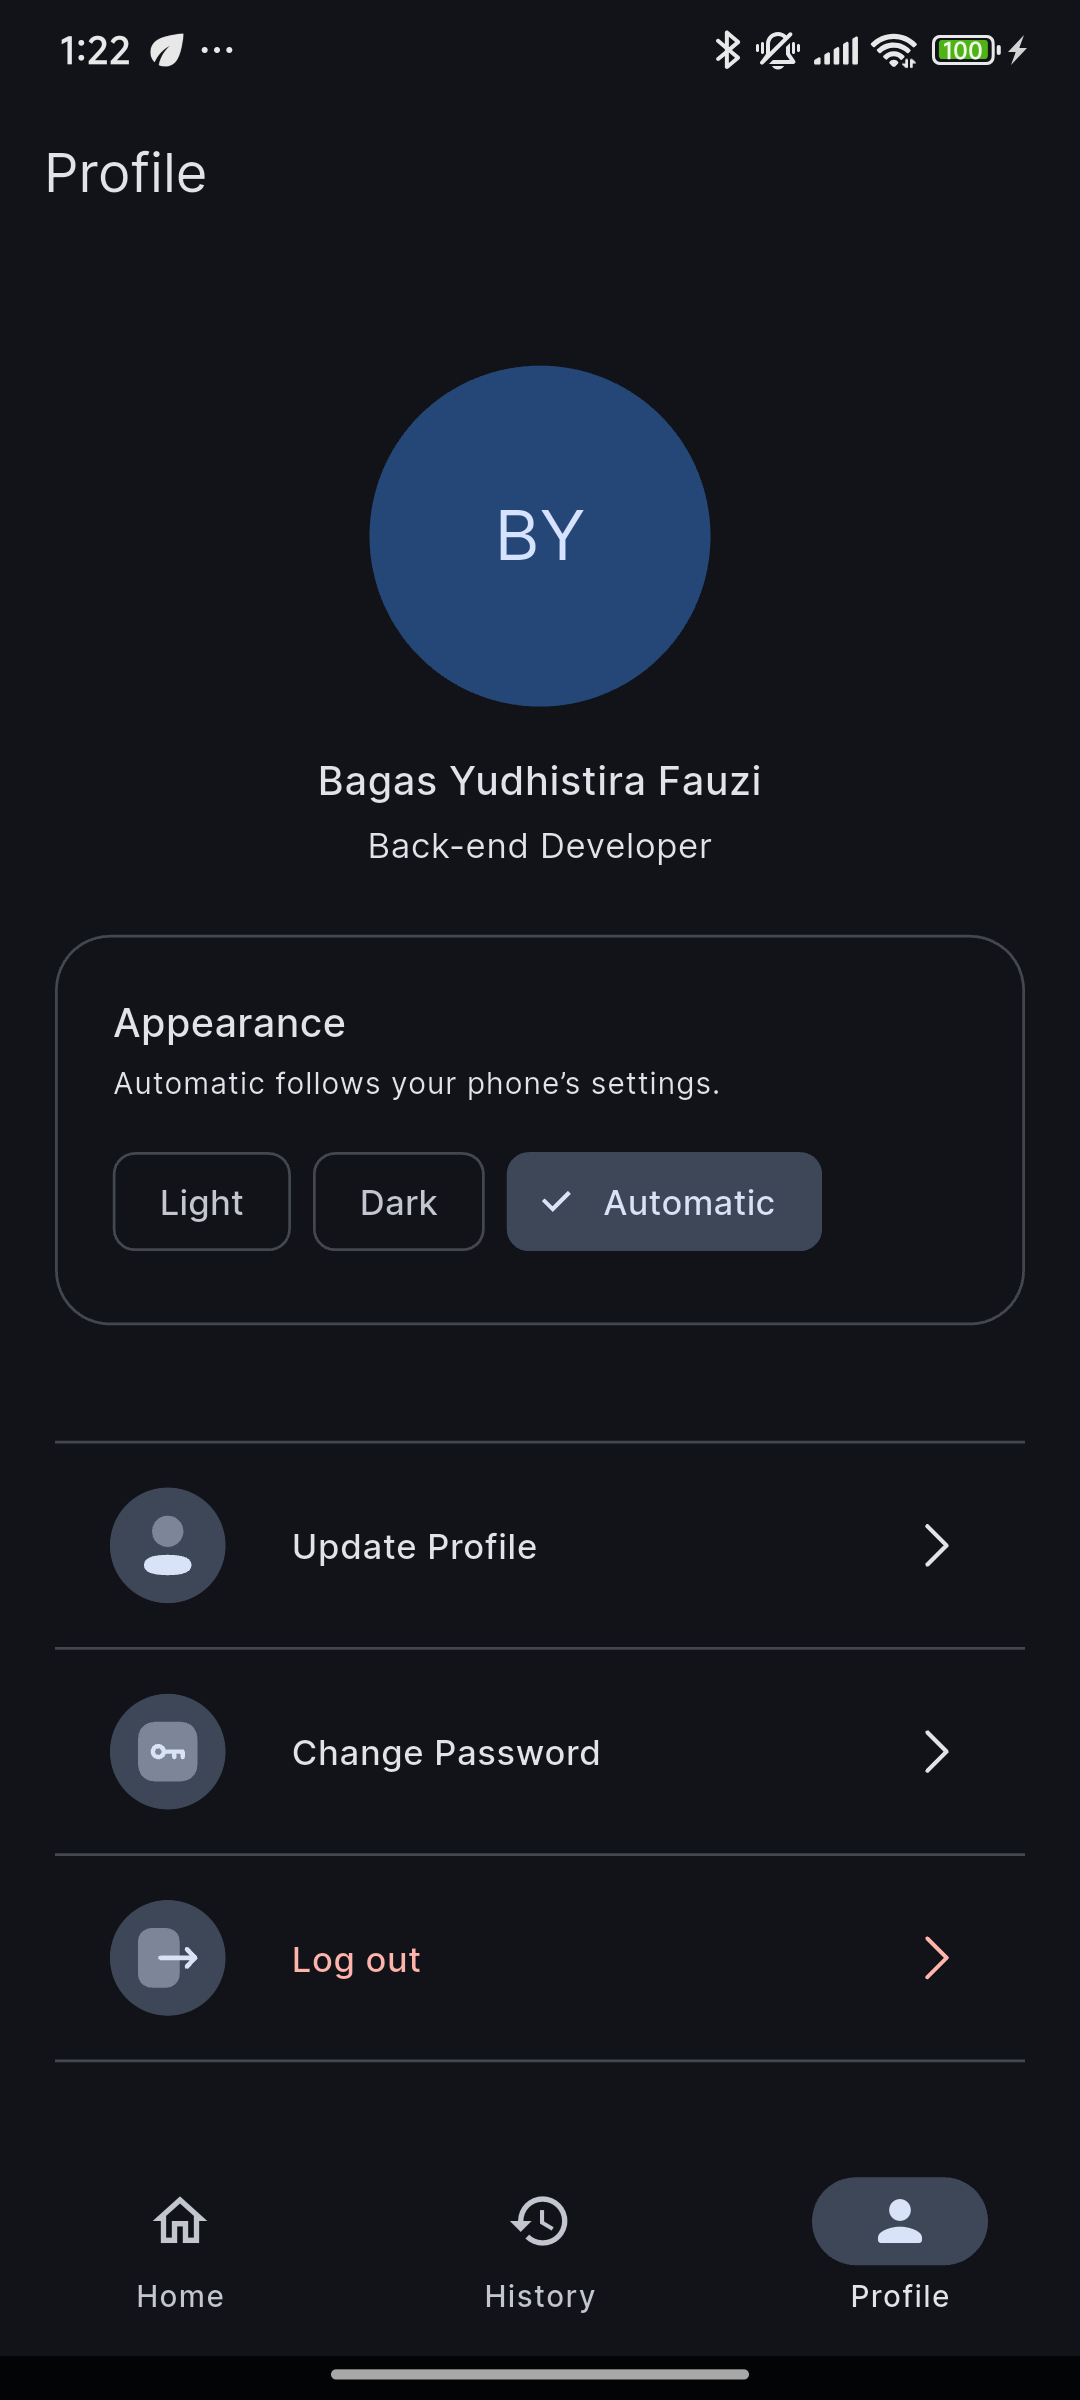 1:22
100
Profile
BY
Bagas Yudhistira Fauzi
Back-end Developer
Appearance
Automatic follows your phone’s settings.
Light Dark Automatic
Update Profile
Change Password
Log out
Home History Profile